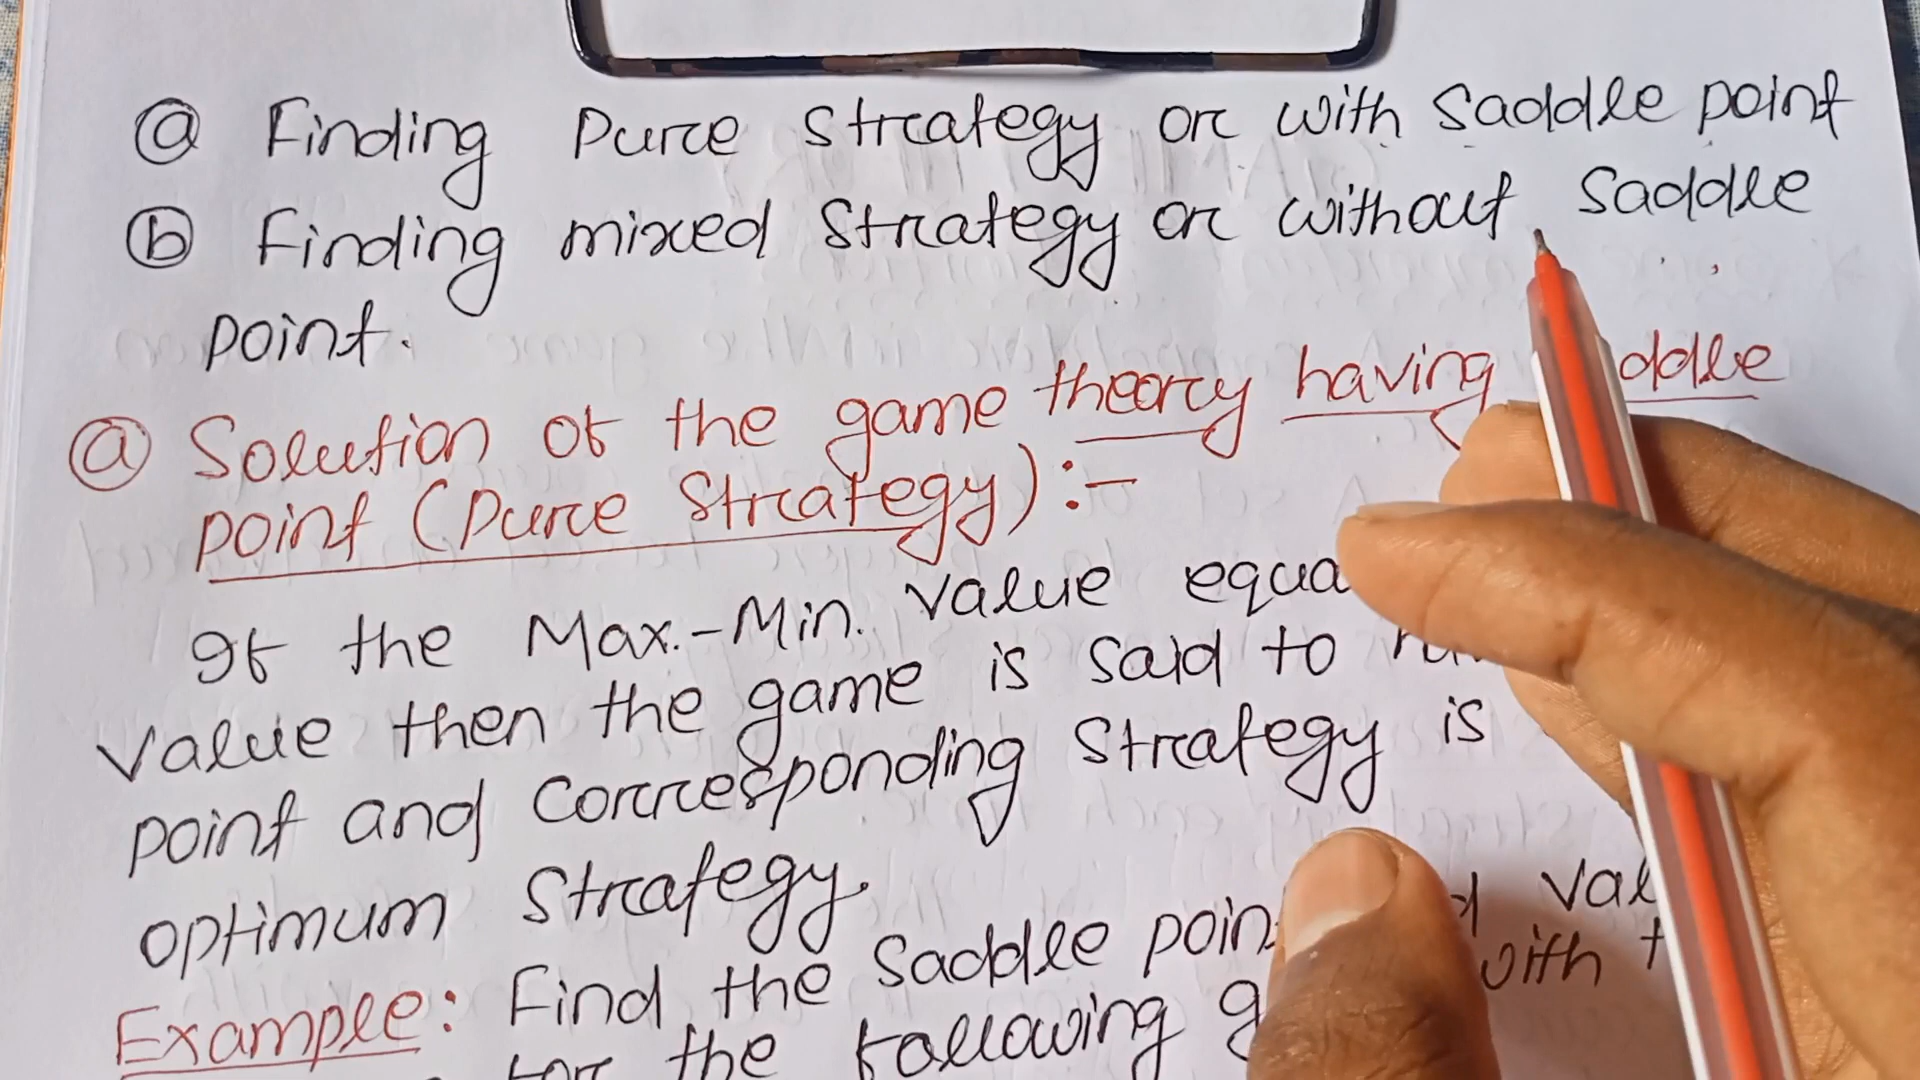 ⓐ Finding Pure Strategy or with Saddle point
ⓑ Finding mixed Strategy or without Saddle
point.
ⓐ Solution of the game theory having
point (Pure Strategy):-
If the Max.-Min. Value
Value then the game is said to
point and corresponding Strategy is
optimum Strategy.
Example: Find the Saddle
for the following